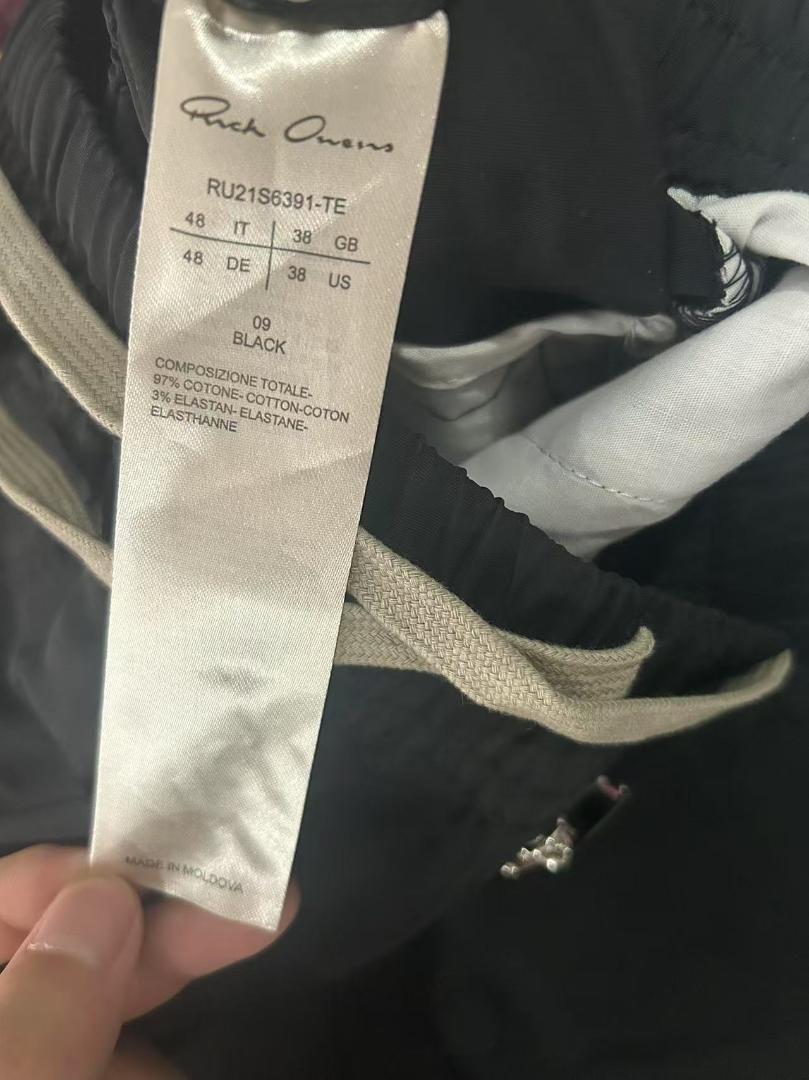 Rick Owens
RU21S6391-TE
48 IT 38 GB
48 DE 38 US
09
BLACK
COMPOSIZIONE TOTALE-
97% COTONE- COTTON-COTON
3% ELASTAN- ELASTANE-
ELASTHANNE
MADE IN MOLDOVA